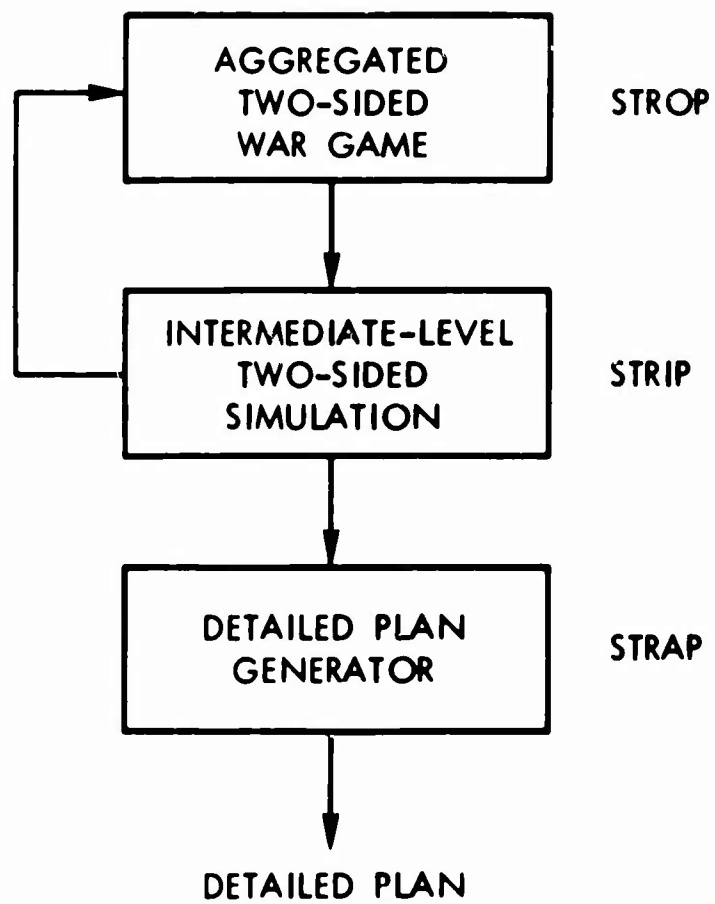 AGGREGATED
TWO-SIDED
WAR GAME
STROP
INTERMEDIATE-LEVEL
TWO-SIDED
SIMULATION
STRIP
DETAILED PLAN
GENERATOR
STRAP
DETAILED PLAN